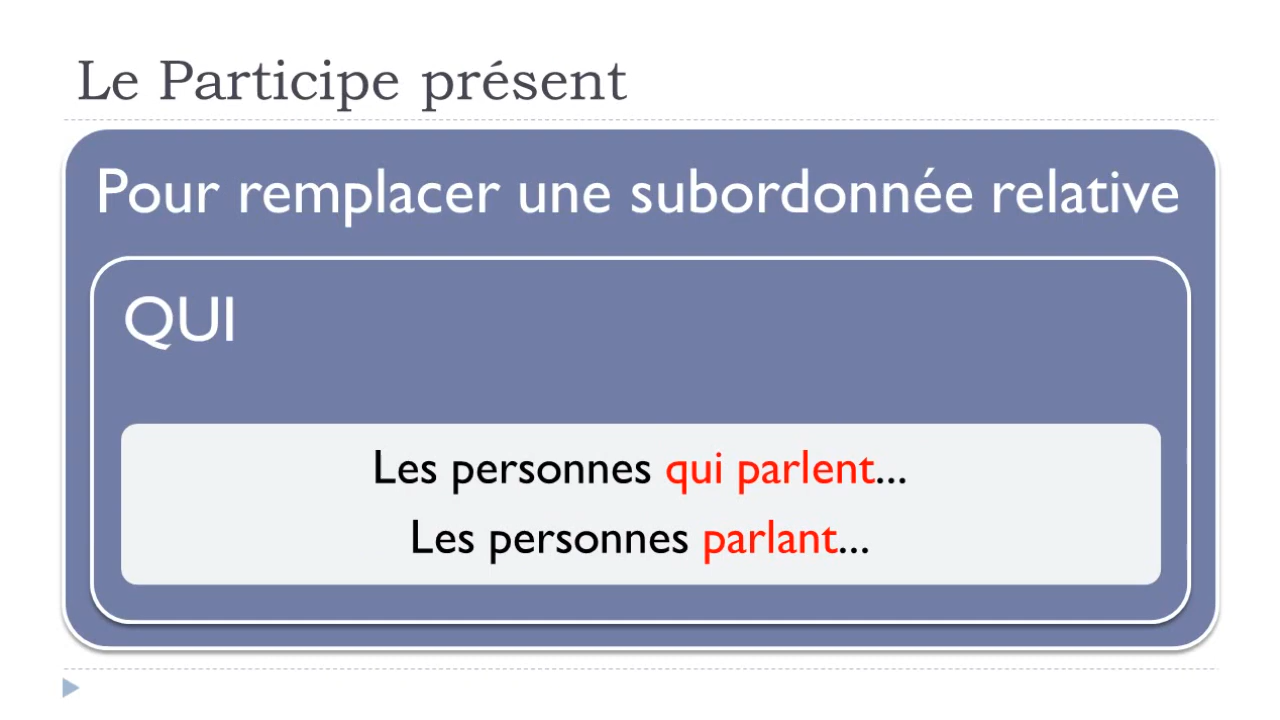 Le Participe présent
Pour remplacer une subordonnée relative
QUI
Les personnes qui parlent...
Les personnes parlant...